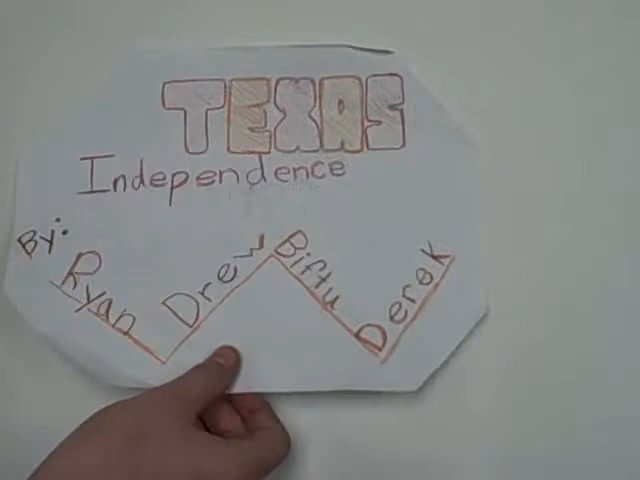 TEXAS
Independence
By:
Ryan
Drew
Biftu
Derek